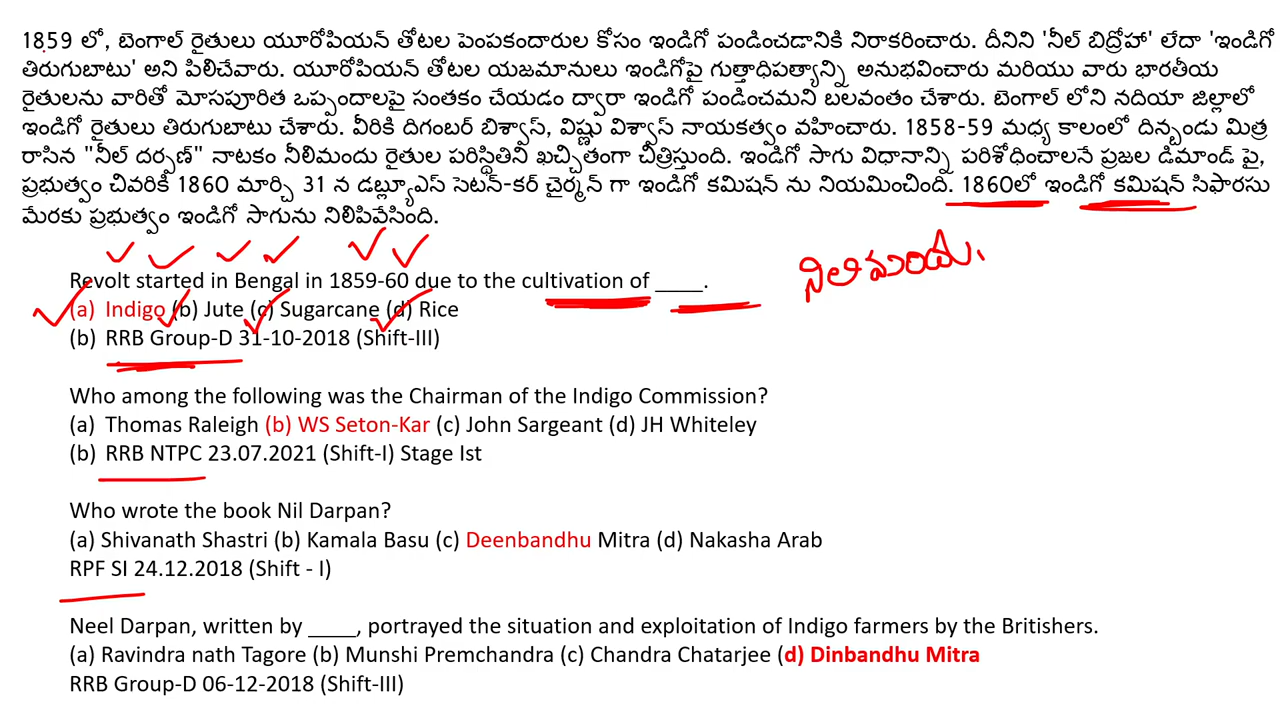 1859 లో, బెంగాల్ రైతులు యూరోపియన్ తోటల పెంపకందారుల కోసం ఇండిగో పండించడానికి నిరాకరించారు. దీనిని 'నీల్ బిద్రోహా' లేదా 'ఇండిగో
తిరుగుబాటు' అని పిలిచేవారు. యూరోపియన్ తోటల యజమానులు ఇండిగోపై గుత్తాధిపత్యాన్ని అనుభవించారు మరియు వారు భారతీయ
రైతులను వారితో మోసపూరిత ఒప్పందాలపై సంతకం చేయడం ద్వారా ఇండిగో పండించమని బలవంతం చేశారు. బెంగాల్ లోని నదియా జిల్లాలో
ఇండిగో రైతులు తిరుగుబాటు చేశారు. వీరికి దిగంబర్ బిశ్వాస్, విష్ణు విశ్వాస్ నాయకత్వం వహించారు. 1858-59 మధ్య కాలంలో దిన్బండు మిత్ర
రాసిన "నీల్ దర్పణ్" నాటకం నీలిమందు రైతుల పరిస్థితిని ఖచ్చితంగా చిత్రిస్తుంది. ఇండిగో సాగు విధానాన్ని పరిశోధించాలనే ప్రజల డిమాండ్ పై,
ప్రభుత్వం చివరికి 1860 మార్చి 31 న డబ్ల్యూఎస్ సెటన్-కర్ చైర్మన్ గా ఇండిగో కమిషన్ ను నియమించింది. 1860లో ఇండిగో కమిషన్ సిఫారసు
మేరకు ప్రభుత్వం ఇండిగో సాగును నిలిపివేసింది.
Revolt started in Bengal in 1859-60 due to the cultivation of ____.
(a) Indigo (b) Jute (c) Sugarcane (d) Rice
(b) RRB Group-D 31-10-2018 (Shift-III)
Who among the following was the Chairman of the Indigo Commission?
(a) Thomas Raleigh (b) WS Seton-Kar (c) John Sargeant (d) JH Whiteley
(b) RRB NTPC 23.07.2021 (Shift-I) Stage Ist
Who wrote the book Nil Darpan?
(a) Shivanath Shastri (b) Kamala Basu (c) Deenbandhu Mitra (d) Nakasha Arab
RPF SI 24.12.2018 (Shift - I)
Neel Darpan, written by ____, portrayed the situation and exploitation of Indigo farmers by the Britishers.
(a) Ravindra nath Tagore (b) Munshi Premchandra (c) Chandra Chatarjee (d) Dinbandhu Mitra
RRB Group-D 06-12-2018 (Shift-III)